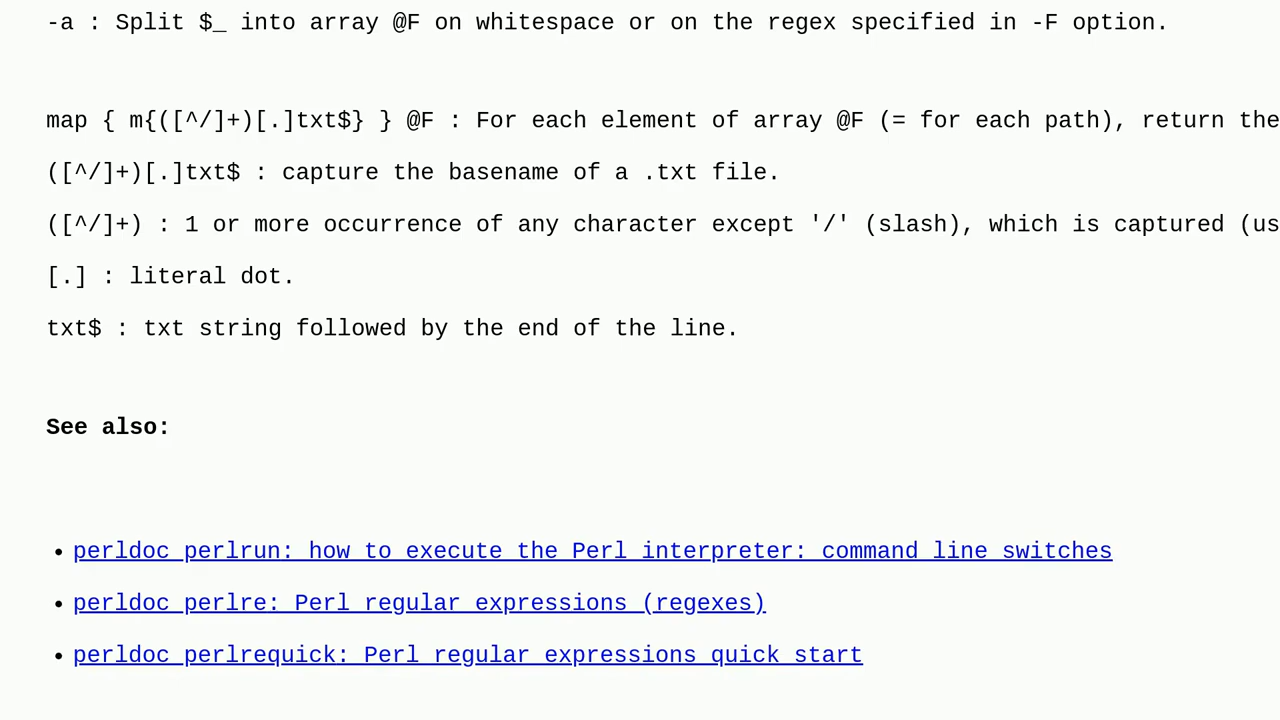 -a : Split $_ into array @F on whitespace or on the regex specified in -F option.
map { m{([^/]+)[.]txt$} } @F : For each element of array @F (= for each path), return the
([^/]+)[.]txt$ : capture the basename of a .txt file.
([^/]+) : 1 or more occurrence of any character except '/' (slash), which is captured (us
[.] : literal dot.
txt$ : txt string followed by the end of the line.
See also:
• perldoc perlrun: how to execute the Perl interpreter: command line switches
• perldoc perlre: Perl regular expressions (regexes)
• perldoc perlrequick: Perl regular expressions quick start